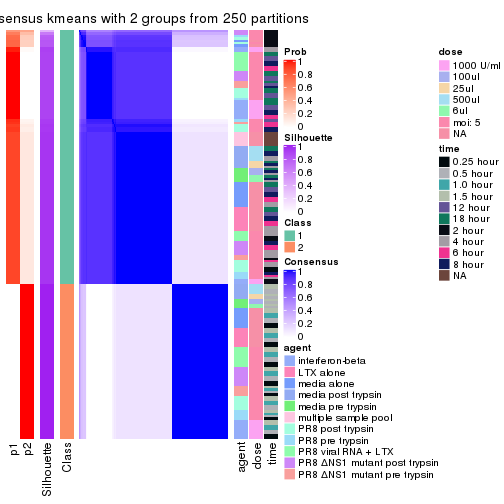 sensus kmeans with 2 groups from 250 partitions
Prob
1
0.8
0.6
0.4
0.2
0
Silhouette
1
0.8
0.6
0.4
0.2
0
Class
1
2
Consensus
1
0.8
0.6
0.4
0.2
0
agent
interferon-beta
LTX alone
media alone
media post trypsin
media pre trypsin
multiple sample pool
PR8 post trypsin
PR8 pre trypsin
PR8 viral RNA + LTX
PR8 ΔNS1 mutant post trypsin
PR8 ΔNS1 mutant pre trypsin
dose
1000 U/ml
100ul
25ul
500ul
6ul
moi: 5
NA
time
0.25 hour
0.5 hour
1.0 hour
1.5 hour
12 hour
18 hour
2 hour
4 hour
6 hour
8 hour
NA
p1
p2
Silhouette
Class
agent
dose
time